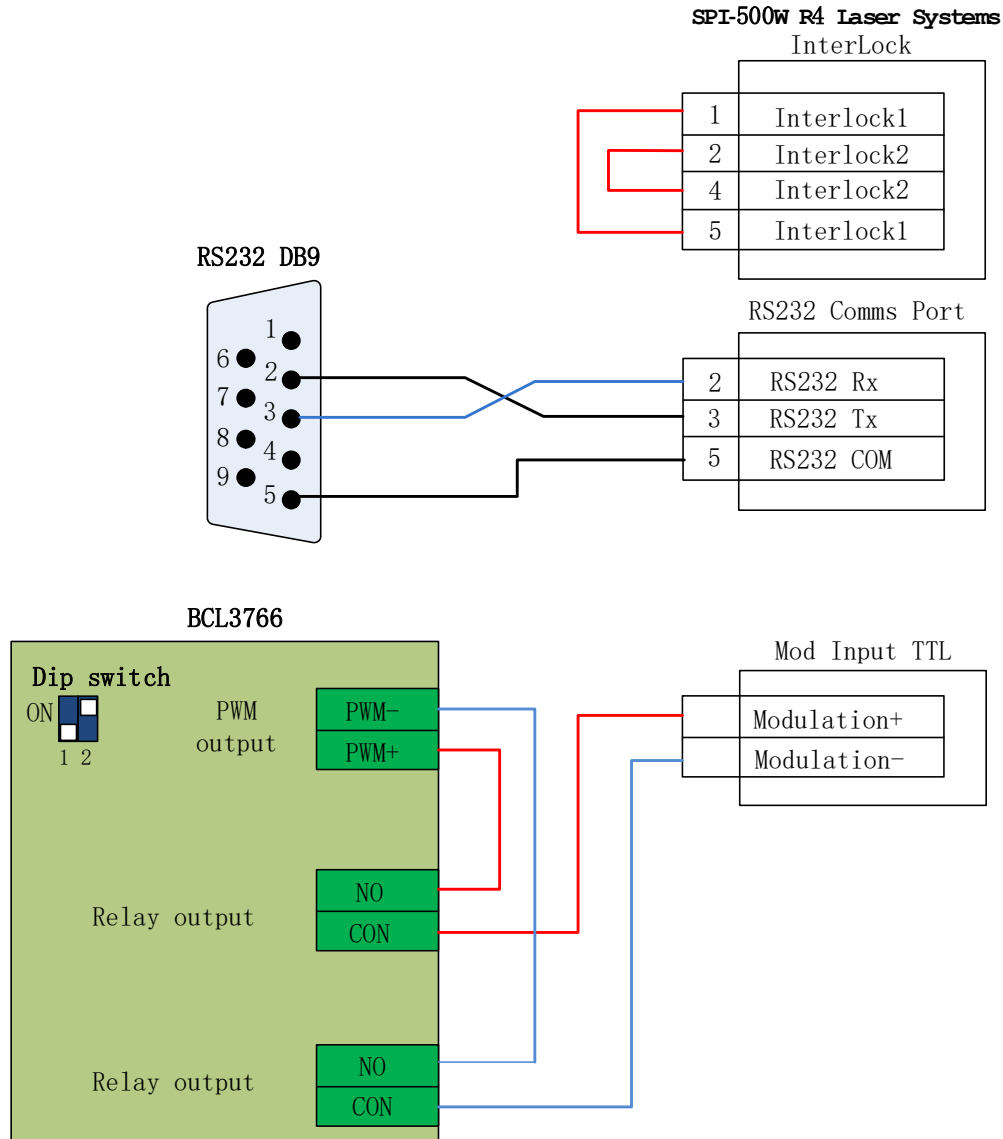 SPI-500W R4 Laser Systems
InterLock
1 Interlock1
2 Interlock2
4 Interlock2
5 Interlock1
RS232 DB9
1
6
2
7
3
8
4
9
5
RS232 Comms Port
2 RS232 Rx
3 RS232 Tx
5 RS232 COM
BCL3766
Dip switch
ON
1 2
PWM
output
PWM-
PWM+
Relay output
NO
CON
Relay output
NO
CON
Mod Input TTL
Modulation+
Modulation-